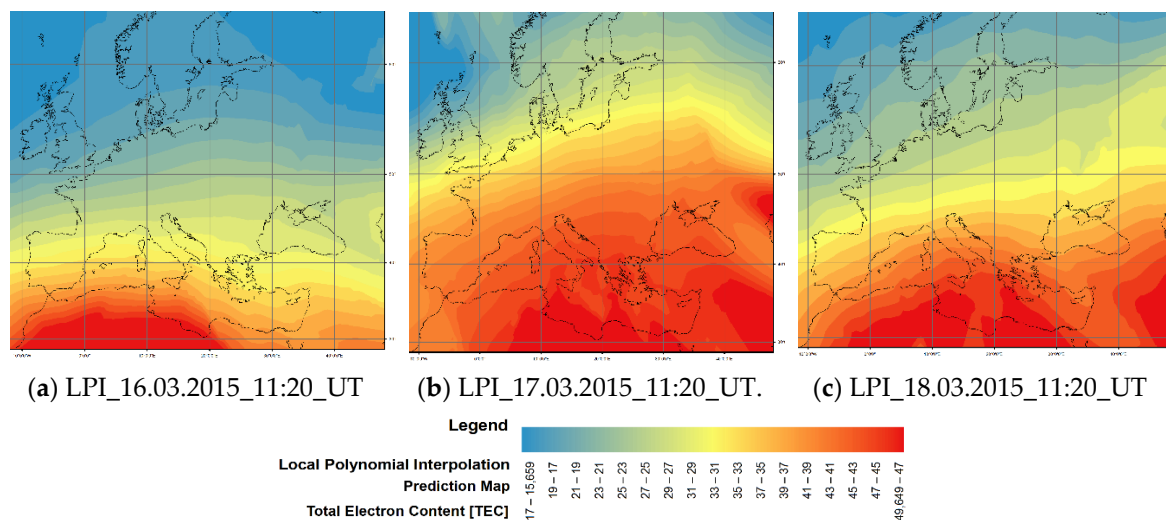 (a) LPI_16.03.2015_11:20_UT
(b) LPI_17.03.2015_11:20_UT.
(c) LPI_18.03.2015_11:20_UT
Legend
Local Polynomial Interpolation
Prediction Map
Total Electron Content [TEC]
17 – 15,659
19 – 17
21 – 19
23 – 21
25 – 23
27 – 25
29 – 27
31 – 29
33 – 31
35 – 33
37 – 35
39 – 37
41 – 39
43 – 41
45 – 43
47 – 45
49,649 – 47